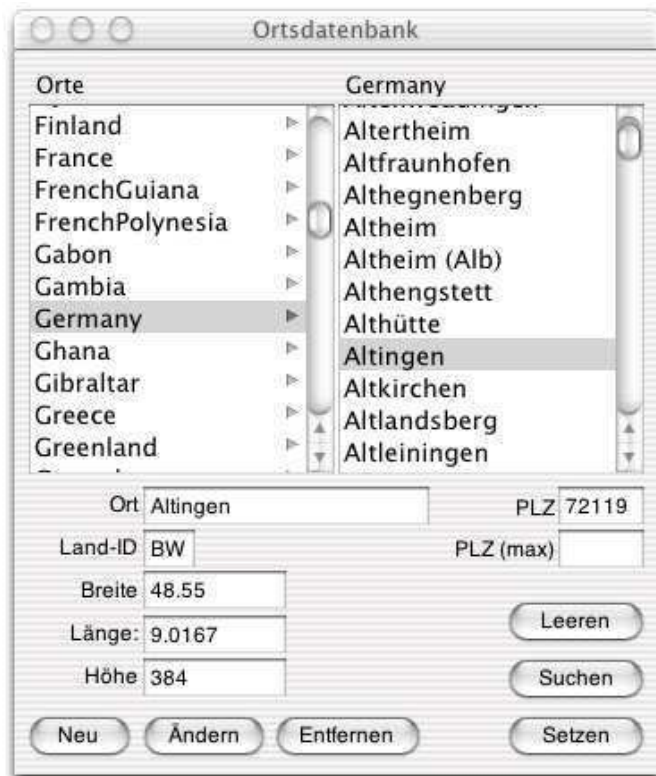 Ortsdatenbank
Orte
Germany
Finland
France
FrenchGuiana
FrenchPolynesia
Gabon
Gambia
Germany
Ghana
Gibraltar
Greece
Greenland
Altertheim
Altfraunhofen
Althegnenberg
Altheim
Altheim (Alb)
Althengstett
Althütte
Altingen
Altkirchen
Altlandsberg
Altleiningen
Ort Altingen PLZ 72119
Land-ID BW PLZ (max)
Breite 48.55
Länge: 9.0167
Höhe 384
Leeren
Suchen
Neu Ändern Entfernen Setzen